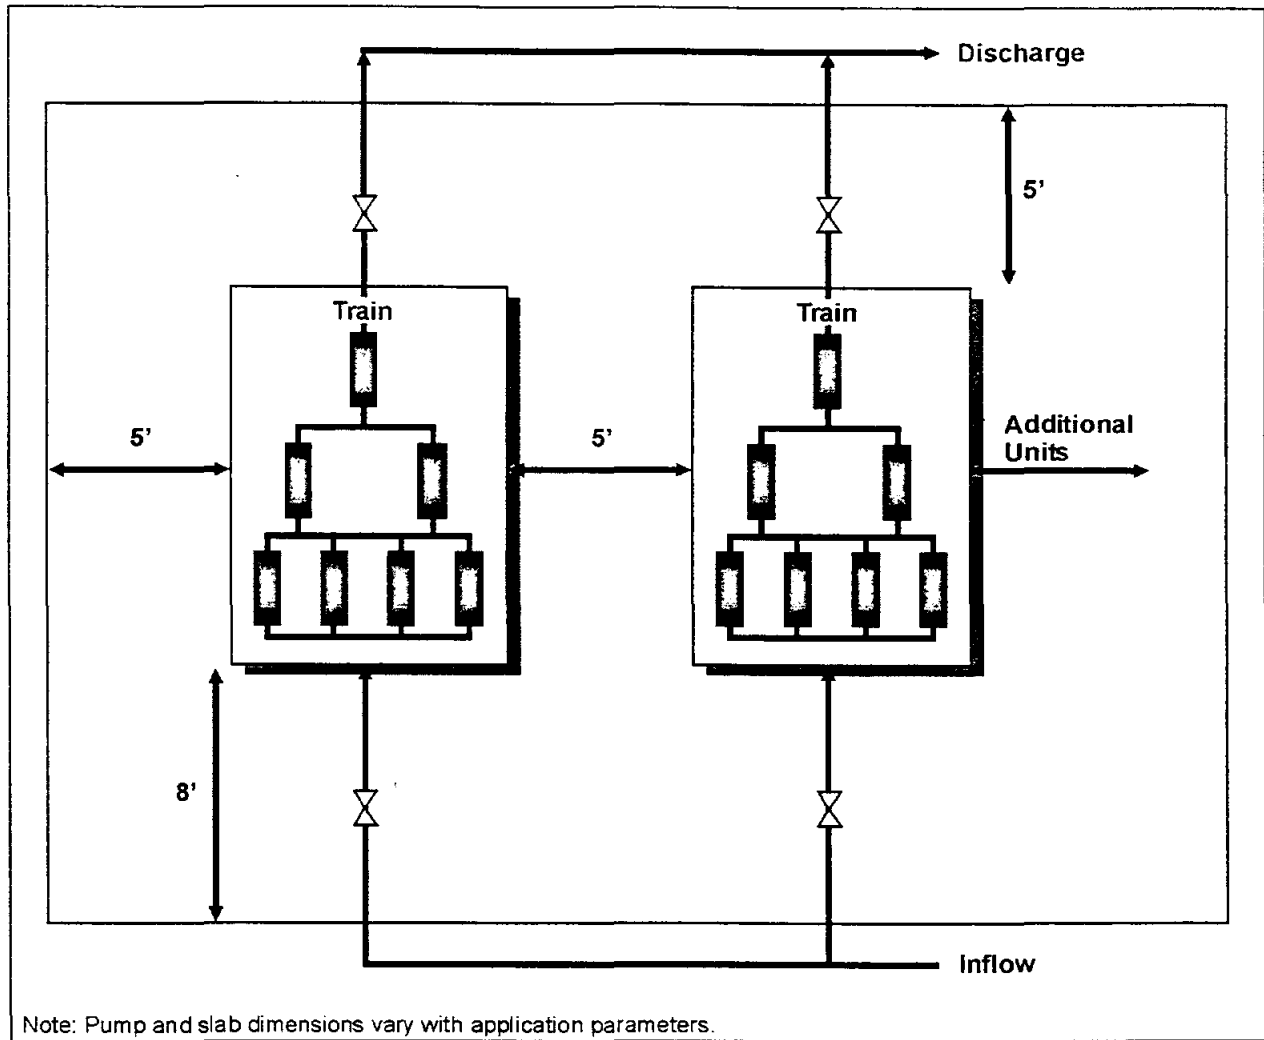 Discharge
5'
Train
Train
5'
5'
Additional
Units
8'
Inflow
Note: Pump and slab dimensions vary with application parameters.